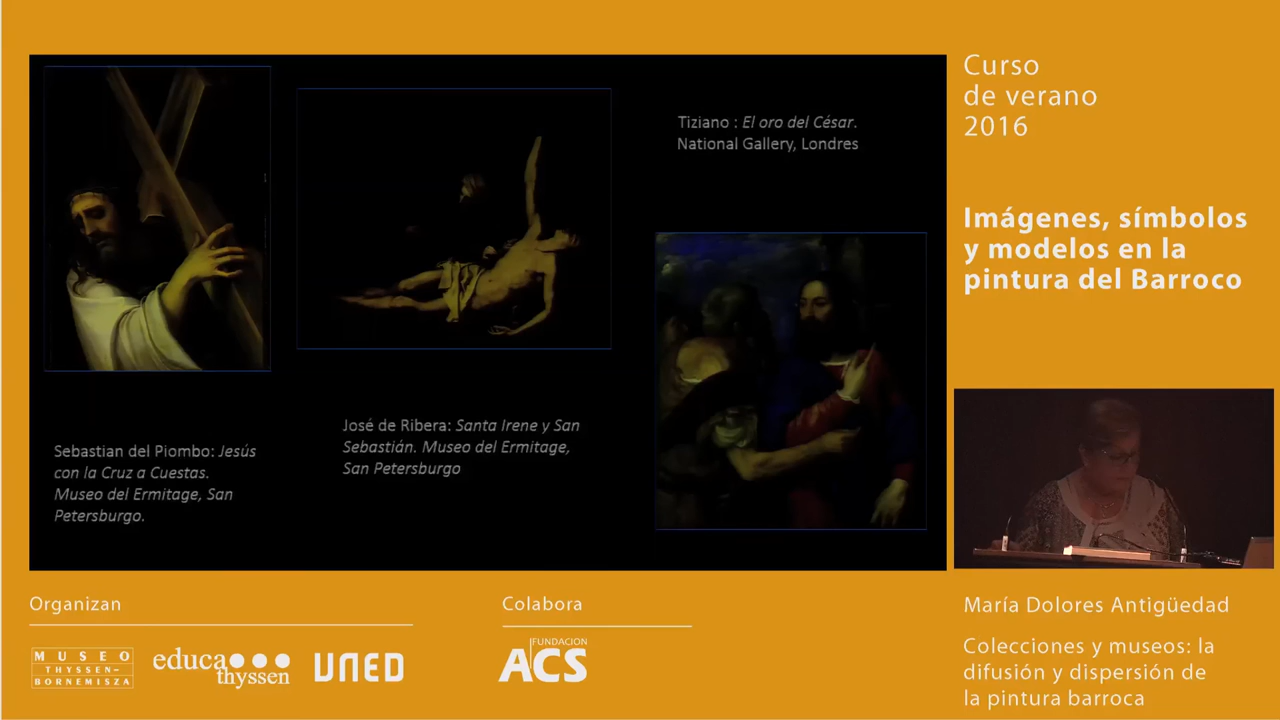 Tiziano : El oro del César.
National Gallery, Londres
José de Ribera: Santa Irene y San
Sebastián. Museo del Ermitage,
San Petersburgo
Sebastian del Piombo: Jesús
con la Cruz a Cuestas.
Museo del Ermitage, San
Petersburgo.
Curso
de verano
2016
Imágenes, símbolos
y modelos en la
pintura del Barroco
María Dolores Antigüedad
Colecciones y museos: la
difusión y dispersión de
la pintura barroca
Organizan
MUSEO
THYSSEN-
BORNEMISZA
educa
thyssen
UNED
Colabora
FUNDACION
ACS